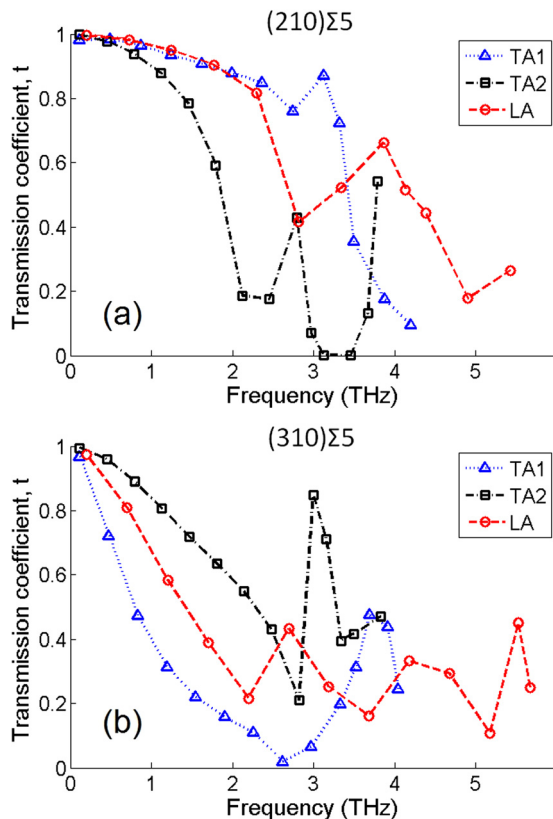 (210)Σ5
Transmission coefficient, t
1
0.8
0.6
0.4
0.2
0
TA1
TA2
LA
(a)
0
1
2
3
4
5
Frequency (THz)
(310)Σ5
Transmission coefficient, t
1
0.8
0.6
0.4
0.2
0
TA1
TA2
LA
(b)
0
1
2
3
4
5
Frequency (THz)